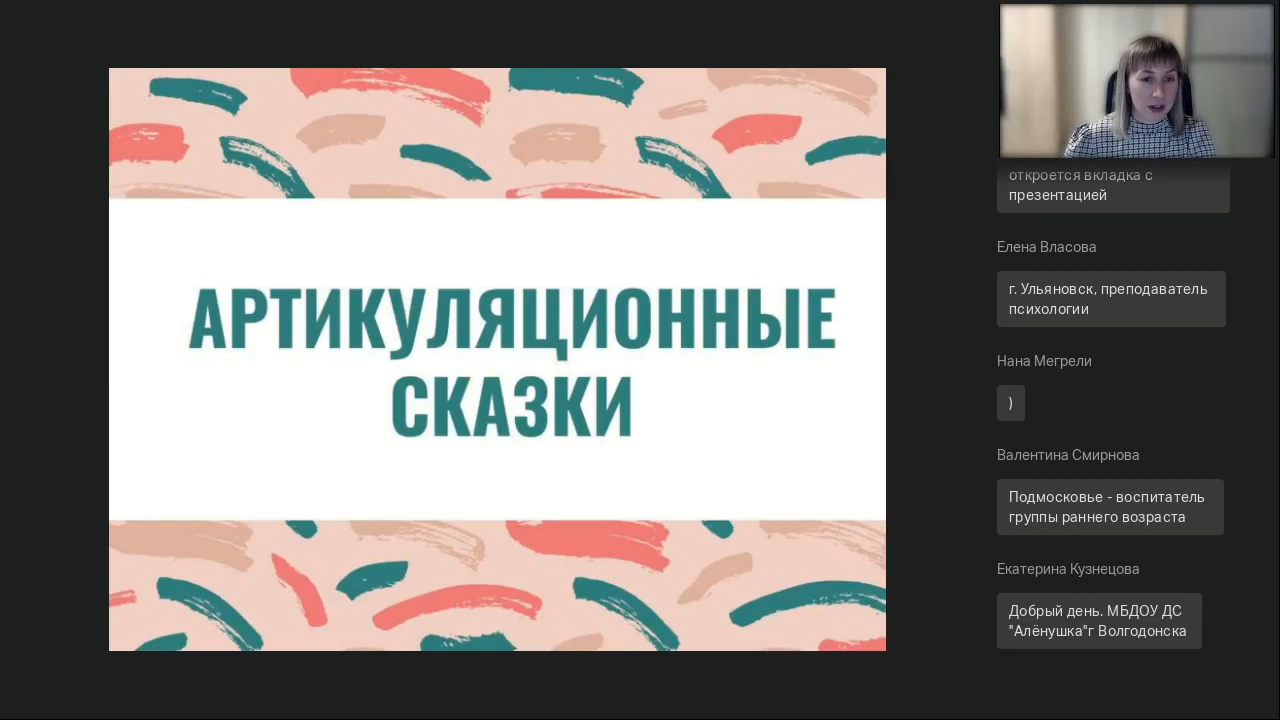 АРТИКУЛЯЦИОННЫЕ
СКАЗКИ
откроется вкладка с
презентацией
Елена Власова
г. Ульяновск, преподаватель
психологии
Нана Мегрели
)
Валентина Смирнова
Подмосковье - воспитатель
группы раннего возраста
Екатерина Кузнецова
Добрый день. МБДОУ ДС
"Алёнушка"г Волгодонска